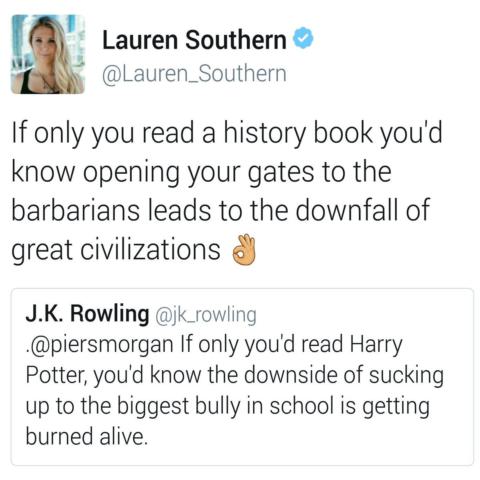 Lauren Southern
@Lauren_Southern
If only you read a history book you'd
know opening your gates to the
barbarians leads to the downfall of
great civilizations 👌
J.K. Rowling @jk_rowling
.@piersmorgan If only you'd read Harry
Potter, you'd know the downside of sucking
up to the biggest bully in school is getting
burned alive.